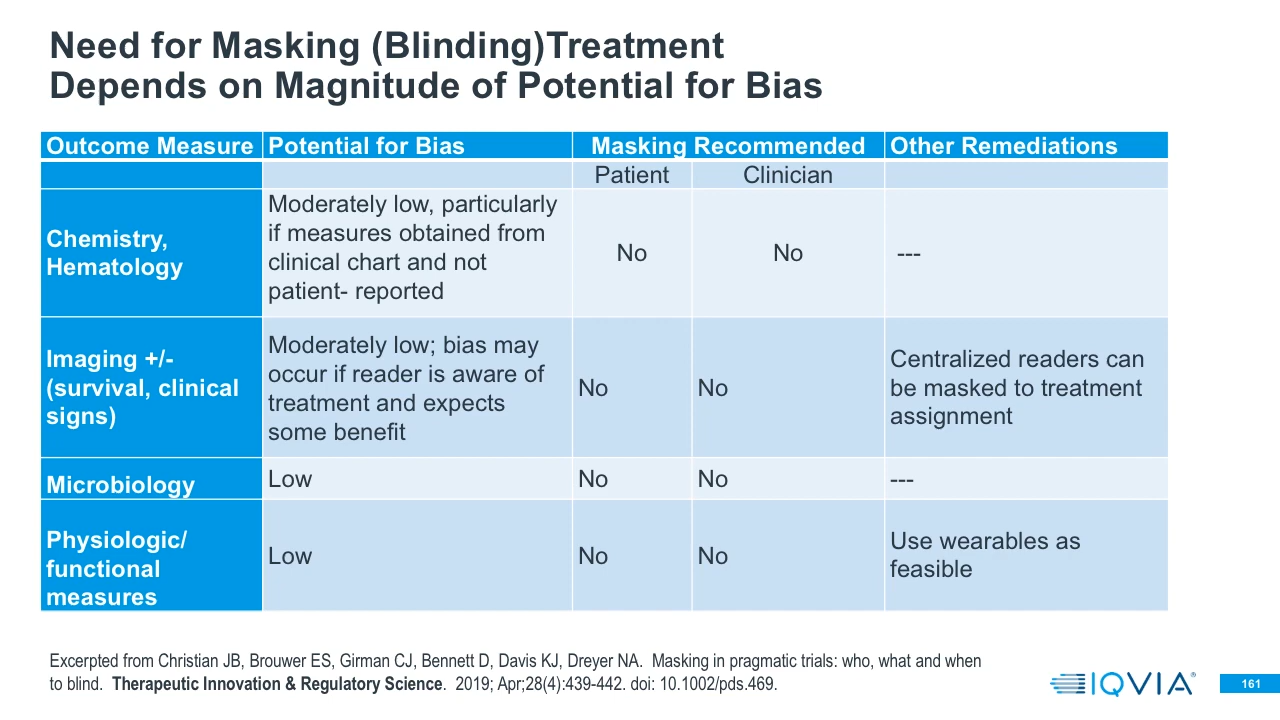 Need for Masking (Blinding)Treatment
Depends on Magnitude of Potential for Bias
Outcome Measure Potential for Bias Masking Recommended Other Remediations
Patient Clinician
Chemistry,
Hematology
Moderately low, particularly
if measures obtained from
clinical chart and not
patient- reported
No
No
---
Imaging +/-
(survival, clinical
signs)
Moderately low; bias may
occur if reader is aware of
treatment and expects
some benefit
No
No
Centralized readers can
be masked to treatment
assignment
Microbiology
Low
No
No
---
Physiologic/
functional
measures
Low
No
No
Use wearables as
feasible
Excerpted from Christian JB, Brouwer ES, Girman CJ, Bennett D, Davis KJ, Dreyer NA. Masking in pragmatic trials: who, what and when
to blind. Therapeutic Innovation & Regulatory Science. 2019; Apr;28(4):439-442. doi: 10.1002/pds.469.
IQVIA®
161